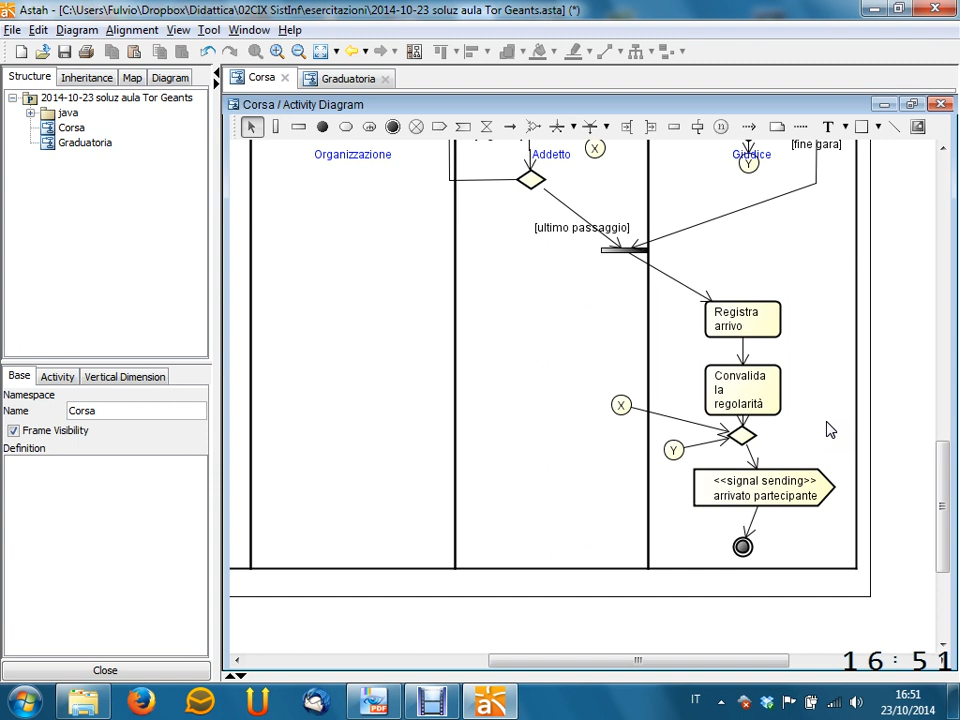 Astah - [C:\Users\Fulvio\Dropbox\Didattica\02CIX SistInf\esercitazioni\2014-10-23 soluz aula Tor Geants.asta] (*)
File Edit Diagram Alignment View Tool Window Help
Structure Inheritance Map Diagram
Corsa Graduatoria
2014-10-23 soluz aula Tor Geants
java
Corsa
Graduatoria
Corsa / Activity Diagram
n T
[fine gara]
Organizzazione Addetto X Giudice
Y
[ultimo passaggio]
Registra
arrivo
Convalida
la
regolarità
X
Y
<<signal sending>>
arrivato partecipante
Base Activity Vertical Dimension
Namespace
Name Corsa
Frame Visibility
Definition
Close
16:51
IT
16:51
23/10/2014